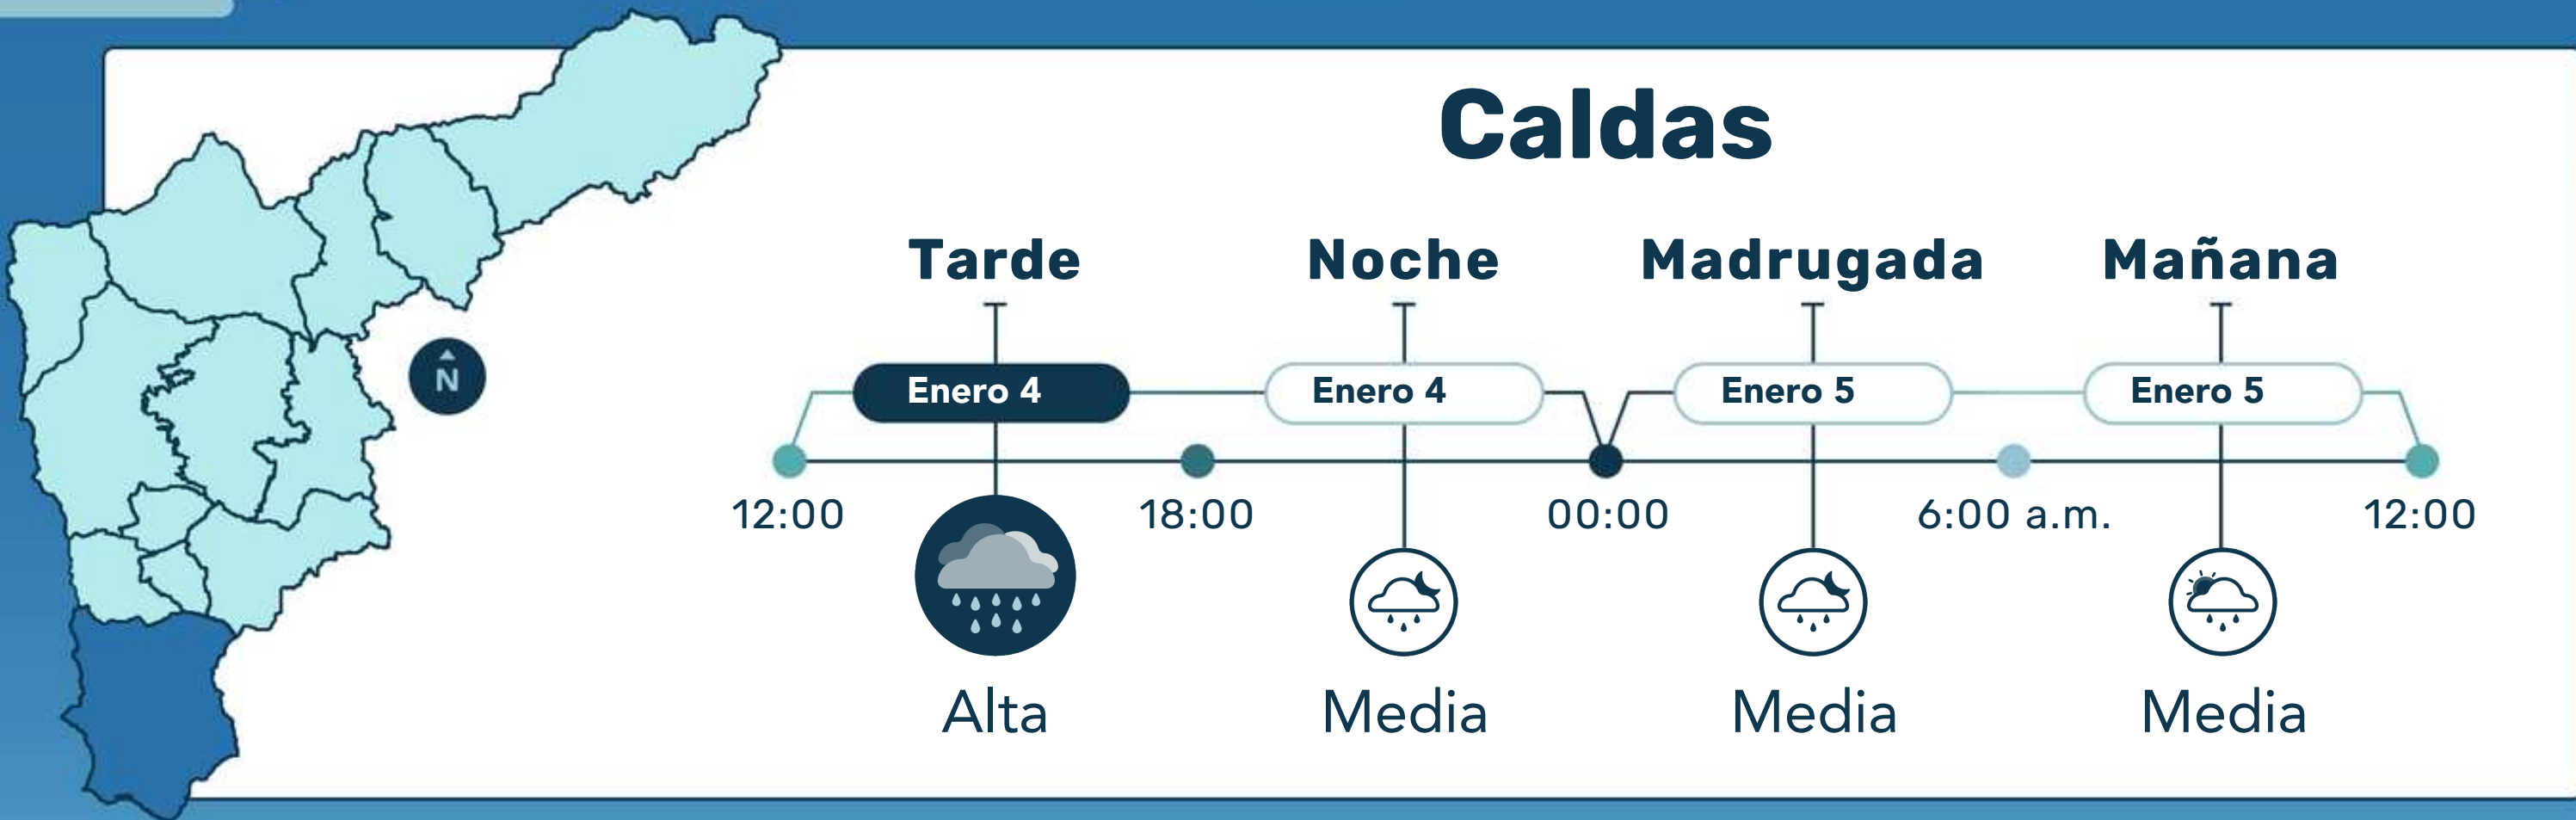 Caldas
Tarde Noche Madrugada Mañana
Enero 4 Enero 4 Enero 5 Enero 5
N
12:00 18:00 00:00 6:00 a.m. 12:00
Alta Media Media Media